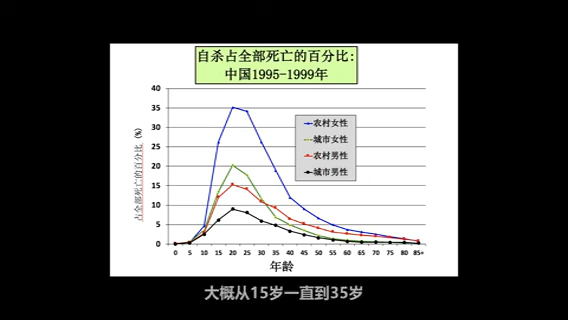 自杀占全部死亡的百分比:
中国1995-1999年
占全部死亡的百分比 (%)
40
35
30
25
20
15
10
5
0
农村女性
城市女性
农村男性
城市男性
0 5 10 15 20 25 30 35 40 45 50 55 60 65 70 75 80 85+
年龄
大概从15岁一直到35岁